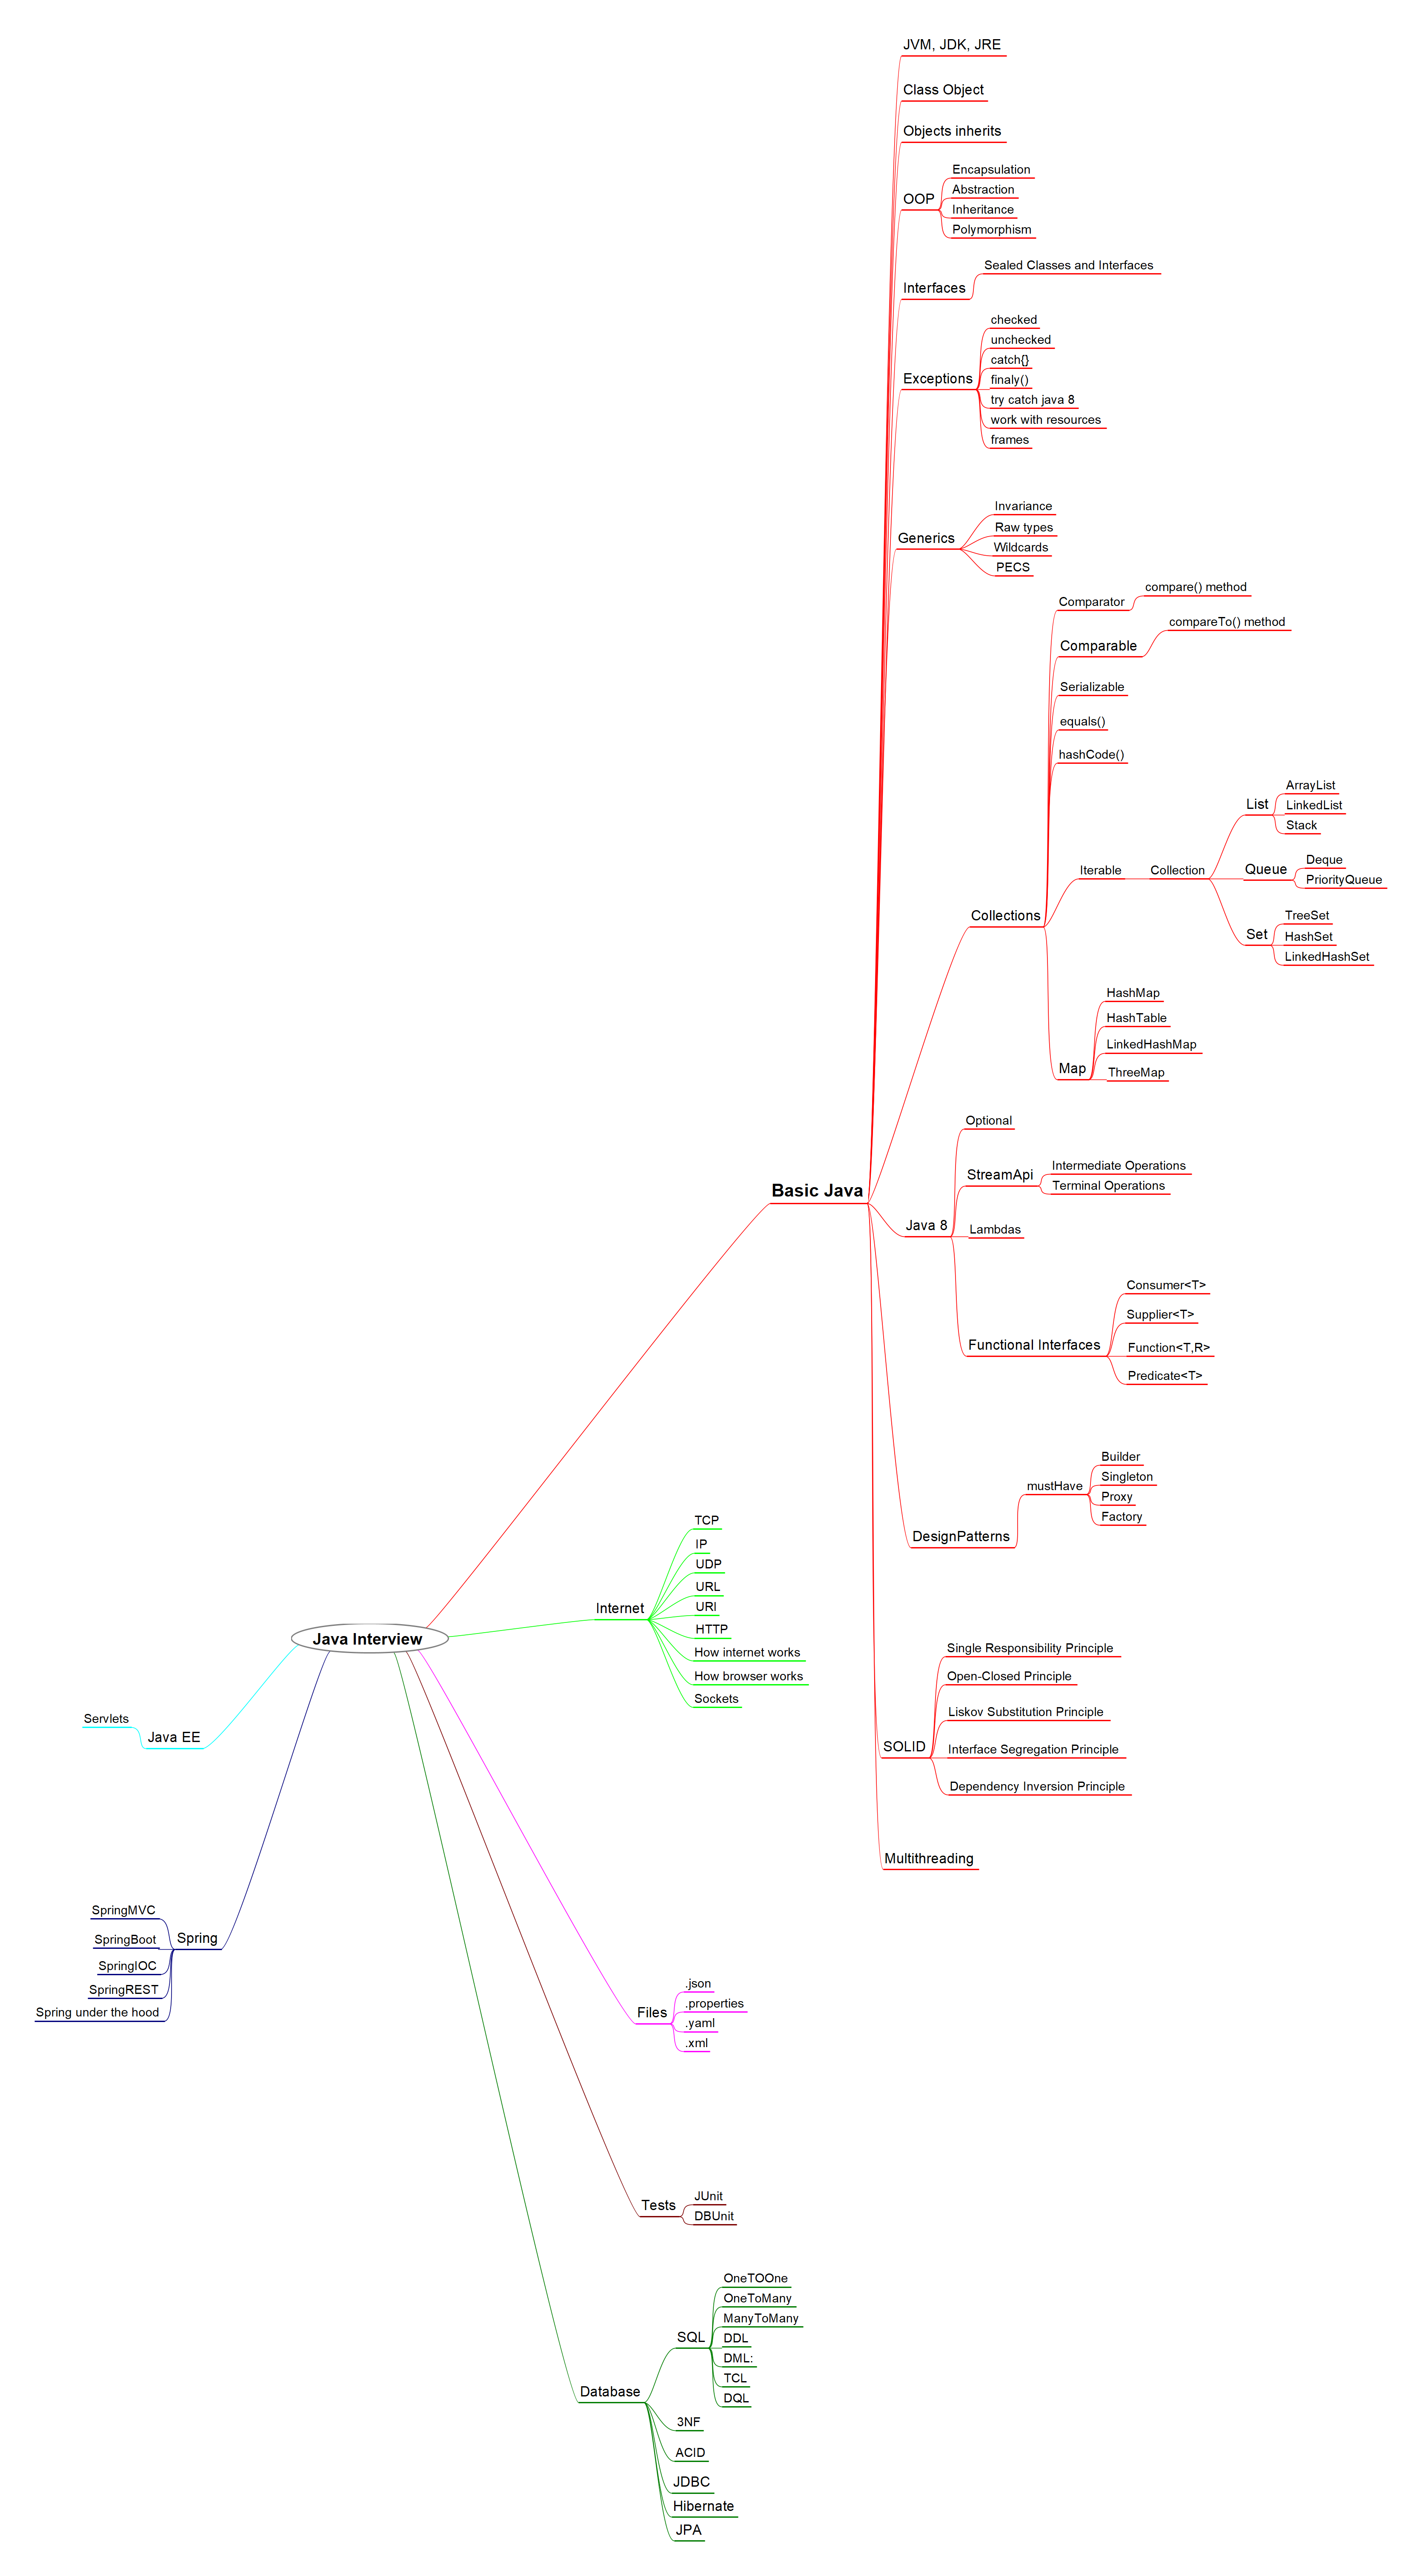 JVM, JDK, JRE
Class Object
Objects inherits
OOP
Encapsulation
Abstraction
Inheritance
Polymorphism
Interfaces
Sealed Classes and Interfaces
Exceptions
checked
unchecked
catch{}
finaly()
try catch java 8
work with resources
frames
Generics
Invariance
Raw types
Wildcards
PECS
Collections
Comparator
compare() method
Comparable
compareTo() method
Serializable
equals()
hashCode()
Iterable
Collection
List
ArrayList
LinkedList
Stack
Queue
Deque
PriorityQueue
Set
TreeSet
HashSet
LinkedHashSet
Map
HashMap
HashTable
LinkedHashMap
ThreeMap
Basic Java
Java 8
Optional
StreamApi
Intermediate Operations
Terminal Operations
Lambdas
Functional Interfaces
Consumer<T>
Supplier<T>
Function<T,R>
Predicate<T>
DesignPatterns
mustHave
Builder
Singleton
Proxy
Factory
SOLID
Single Responsibility Principle
Open-Closed Principle
Liskov Substitution Principle
Interface Segregation Principle
Dependency Inversion Principle
Multithreading
Java Interview
Internet
TCP
IP
UDP
URL
URI
HTTP
How internet works
How browser works
Sockets
Java EE
Servlets
Spring
SpringMVC
SpringBoot
SpringIOC
SpringREST
Spring under the hood
Files
.json
.properties
.yaml
.xml
Tests
JUnit
DBUnit
Database
SQL
OneTOOne
OneToMany
ManyToMany
DDL
DML:
TCL
DQL
3NF
ACID
JDBC
Hibernate
JPA